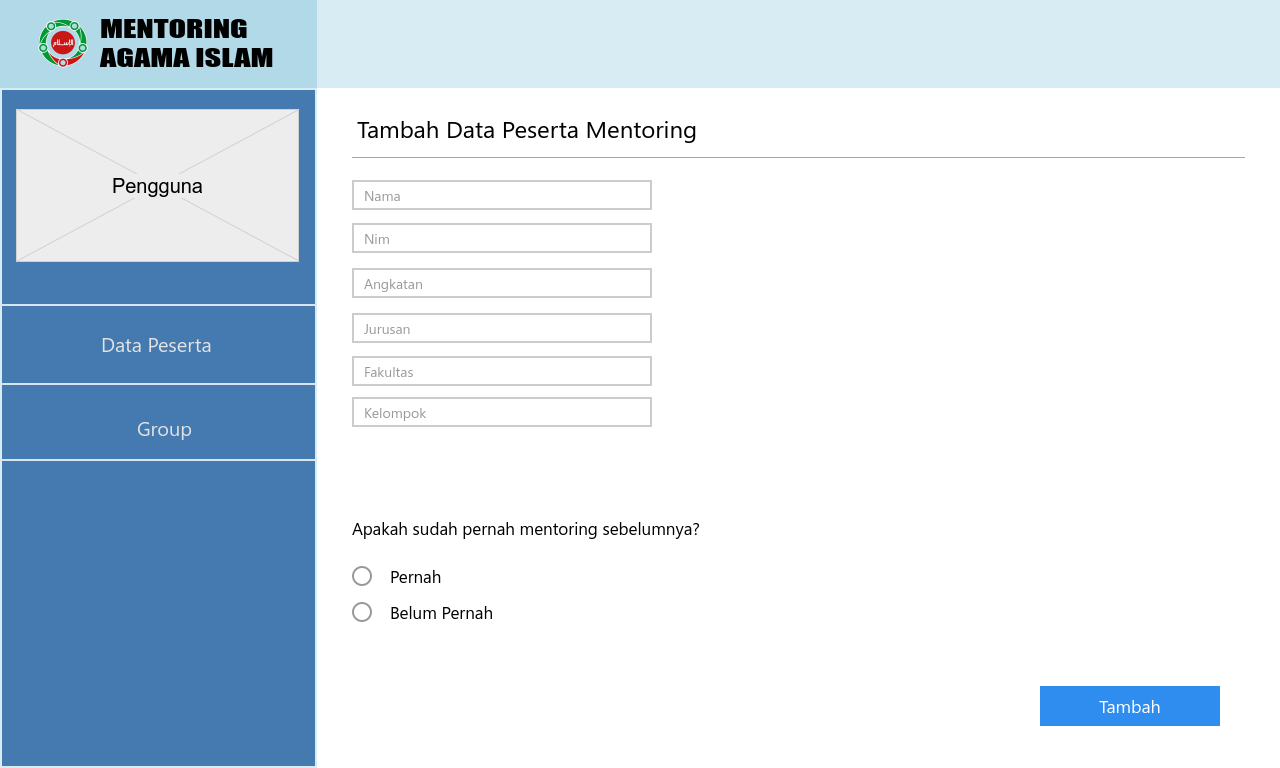 الإسلام
MENTORING
AGAMA ISLAM
Pengguna
Data Peserta
Group
Tambah Data Peserta Mentoring
Nama
Nim
Angkatan
Jurusan
Fakultas
Kelompok
Apakah sudah pernah mentoring sebelumnya?
Pernah
Belum Pernah
Tambah